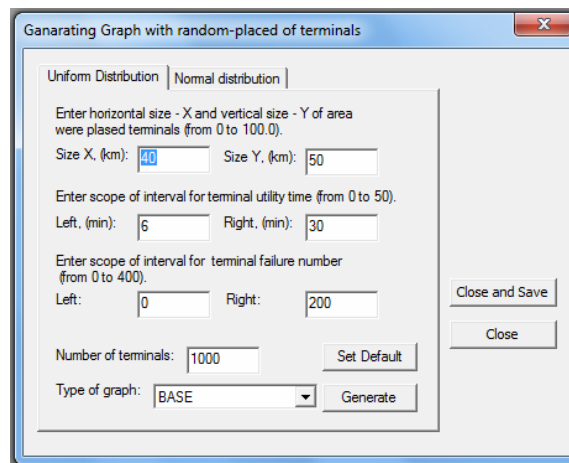 Ganarating Graph with random-placed of terminals
Uniform Distribution Normal distribution
Enter horizontal size - X and vertical size - Y of area
were plased terminals (from 0 to 100.0).
Size X, (km): 40 Size Y, (km): 50
Enter scope of interval for terminal utility time (from 0 to 50).
Left, (min): 6 Right, (min): 30
Enter scope of interval for terminal failure number
(from 0 to 400).
Left: 0 Right: 200
Close and Save
Close
Number of terminals: 1000 Set Default
Type of graph: BASE Generate